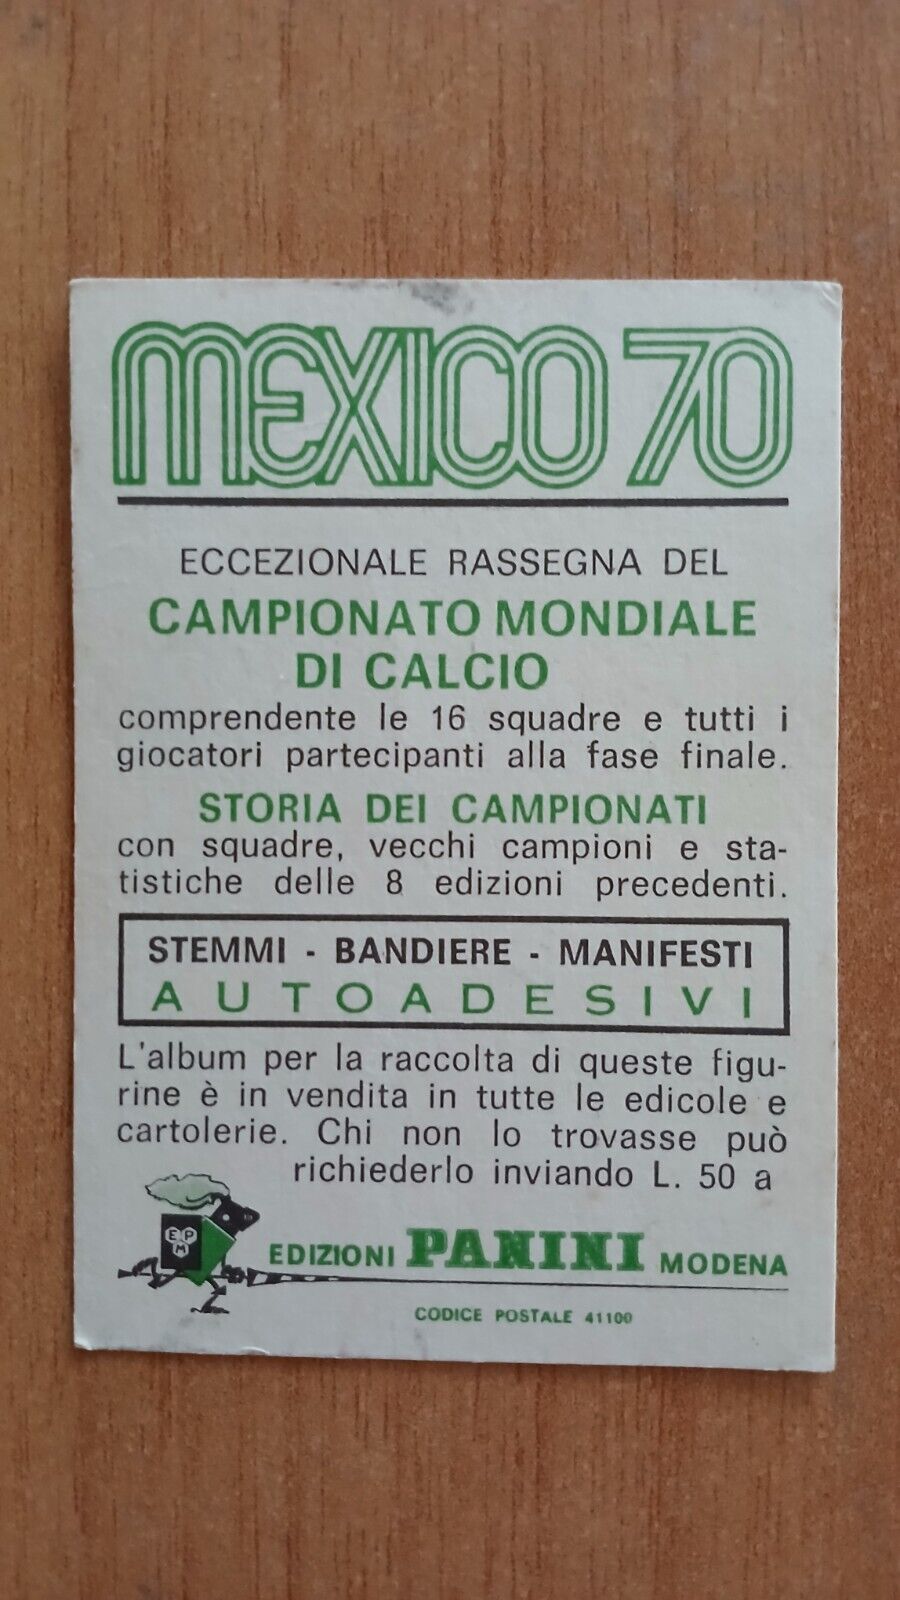 MEXICO 70
ECCEZIONALE RASSEGNA DEL
CAMPIONATO MONDIALE
DI CALCIO
comprendente le 16 squadre e tutti i
giocatori partecipanti alla fase finale.
STORIA DEI CAMPIONATI
con squadre, vecchi campioni e sta-
tistiche delle 8 edizioni precedenti.
STEMMI - BANDIERE - MANIFESTI
AUTOADESIVI
L'album per la raccolta di queste figu-
rine è in vendita in tutte le edicole e
cartolerie. Chi non lo trovasse può
richiederlo inviando L. 50 a
EPM
EDIZIONI PANINI MODENA
CODICE POSTALE 41100